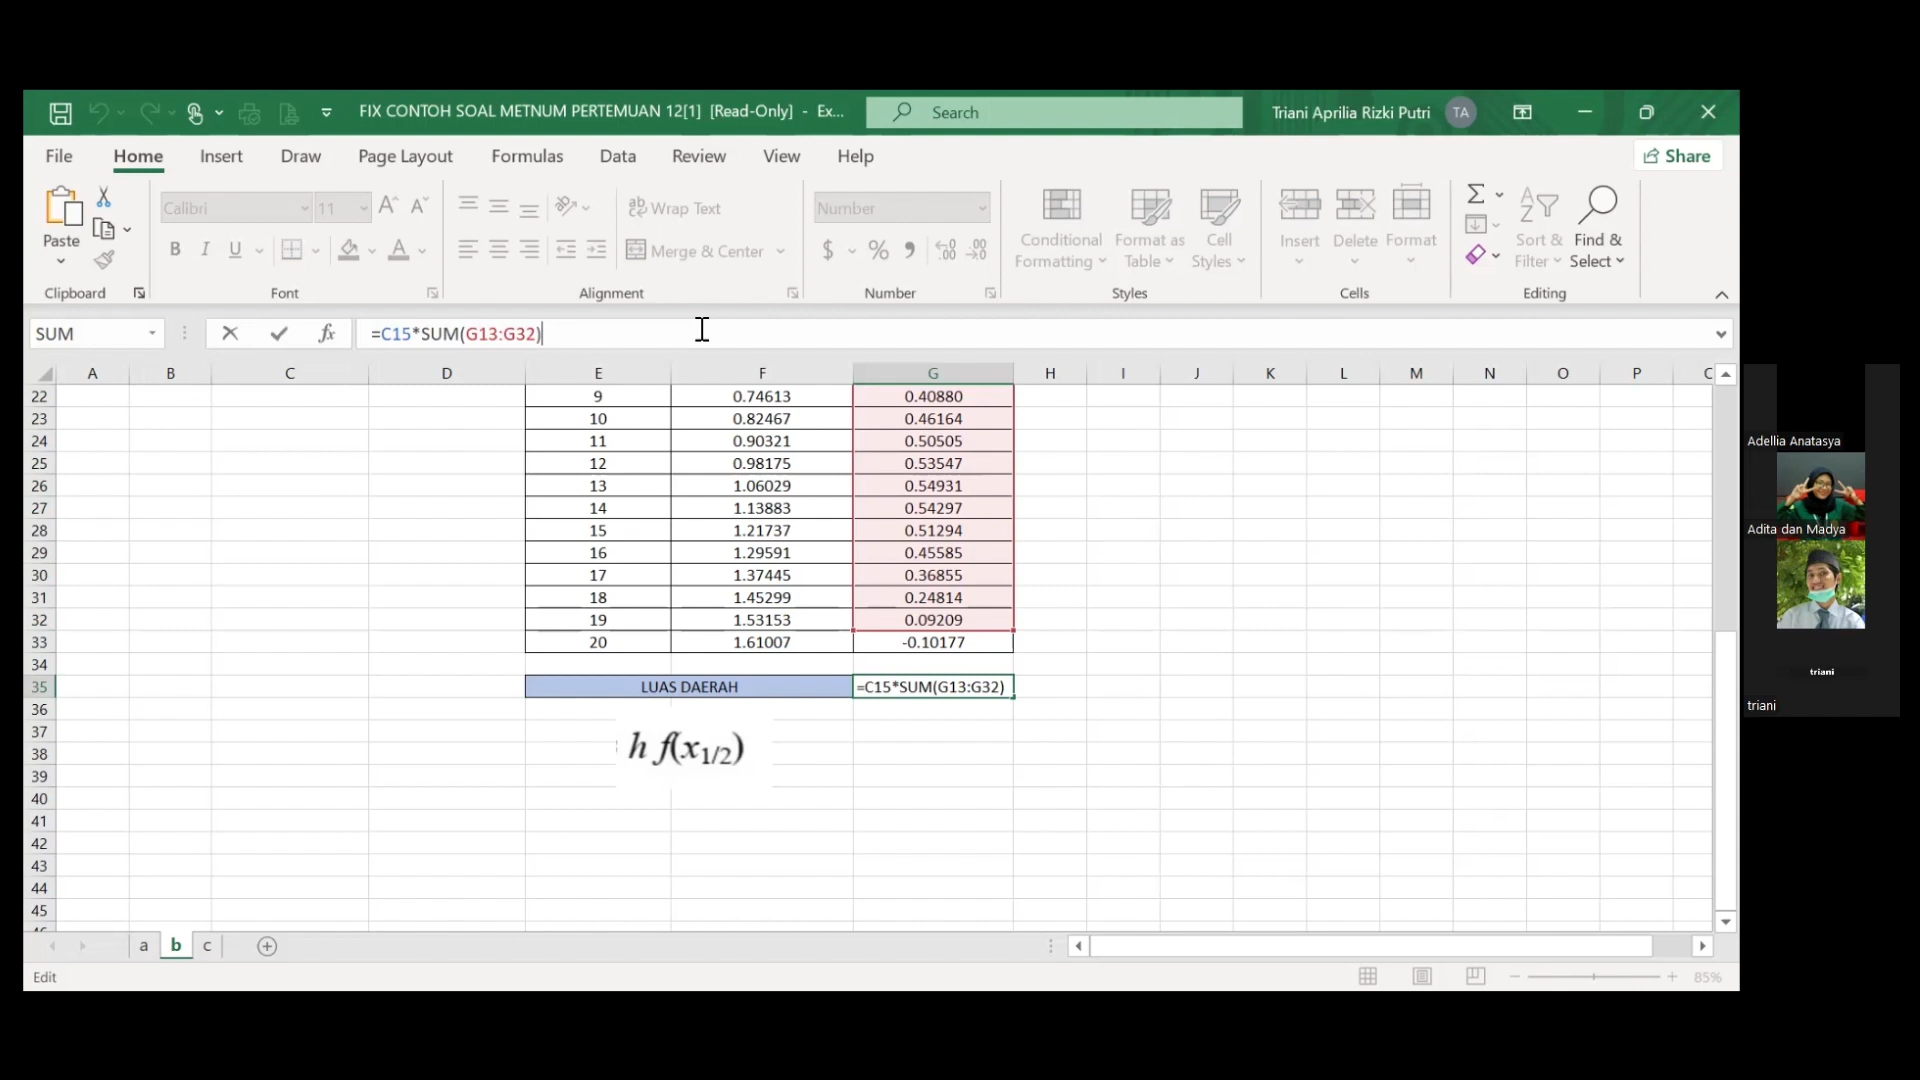 FIX CONTOH SOAL METNUM PERTEMUAN 12[1] [Read-Only] - Ex... Search Triani Aprilia Rizki Putri TA
File Home Insert Draw Page Layout Formulas Data Review View Help Share
Paste Calibri 11 Wrap Text Number Conditional Formatting Format as Table Cell Styles Insert Delete Format Sort & Filter Find & Select
B I U Merge & Center $ %
Clipboard Font Alignment Number Styles Cells Editing
SUM fx =C15*SUM(G13:G32)
A B C D E F G H I J K L M N O P Q
22 9 0.74613 0.40880
23 10 0.82467 0.46164
24 11 0.90321 0.50505
25 12 0.98175 0.53547
26 13 1.06029 0.54931
27 14 1.13883 0.54297
28 15 1.21737 0.51294
29 16 1.29591 0.45585
30 17 1.37445 0.36855
31 18 1.45299 0.24814
32 19 1.53153 0.09209
33 20 1.61007 -0.10177
34
35 LUAS DAERAH =C15*SUM(G13:G32)
36
37
38 h f(x1/2)
39
40
41
42
43
44
45
46
a b c
Edit 85%
Adellia Anatasya
Adita dan Madya
triani
triani